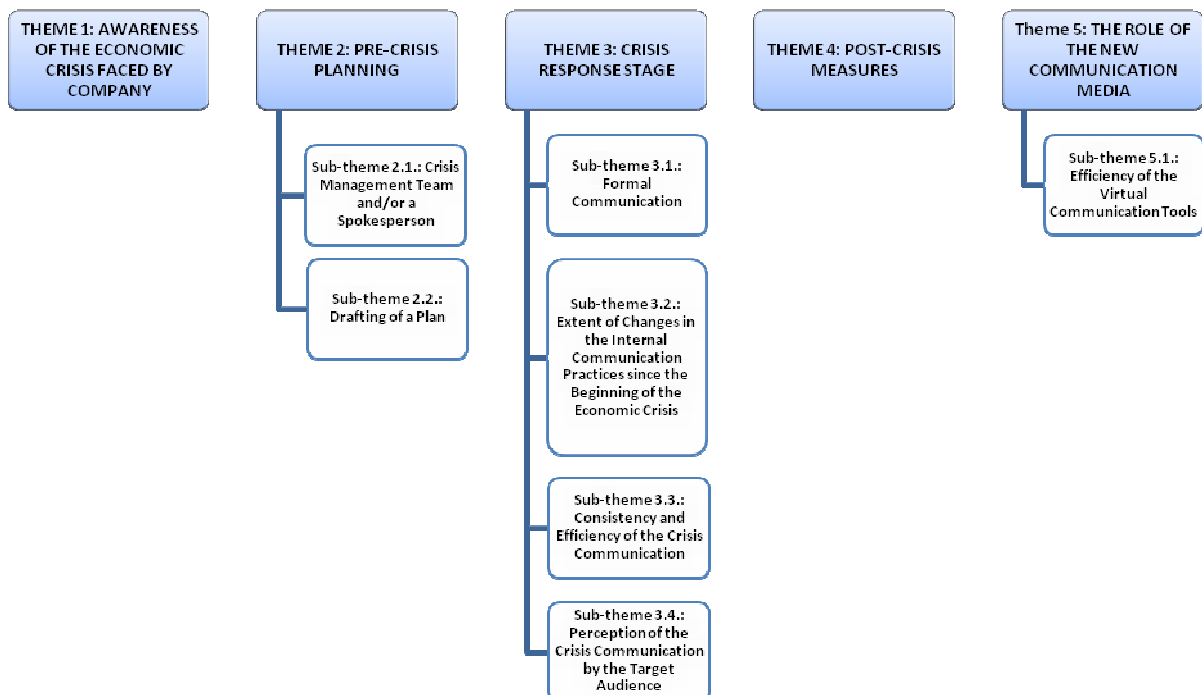 THEME 1: AWARENESS
OF THE ECONOMIC
CRISIS FACED BY
COMPANY
THEME 2: PRE-CRISIS
PLANNING
Sub-theme 2.1.: Crisis
Management Team
and/or a
Spokesperson
Sub-theme 2.2.:
Drafting of a Plan
THEME 3: CRISIS
RESPONSE STAGE
Sub-theme 3.1.:
Formal
Communication
Sub-theme 3.2.:
Extent of Changes in
the Internal
Communication
Practices since the
Beginning of the
Economic Crisis
Sub-theme 3.3.:
Consistency and
Efficiency of the Crisis
Communication
Sub-theme 3.4.:
Perception of the
Crisis Communication
by the Target
Audience
THEME 4: POST-CRISIS
MEASURES
Theme 5: THE ROLE OF
THE NEW
COMMUNICATION
MEDIA
Sub-theme 5.1.:
Efficiency of the
Virtual
Communication Tools